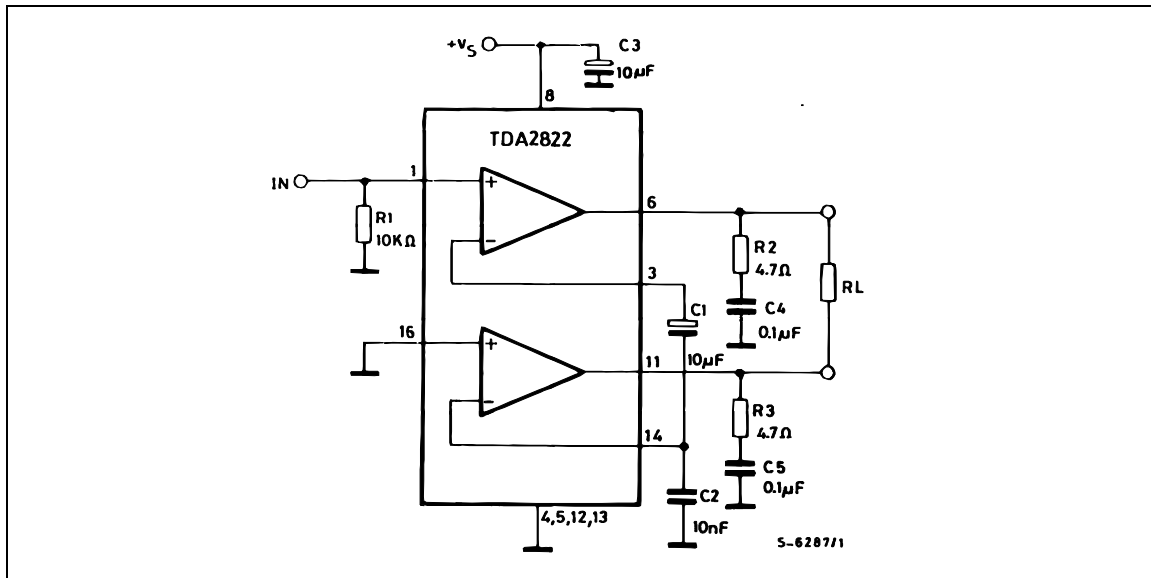 +VS
C3
10µF
8
TDA2822
IN
1
+
R1
10KΩ
−
6
R2
4.7Ω
RL
3
C1
C4
0.1µF
10µF
16
+
11
−
R3
4.7Ω
14
C5
0.1µF
C2
10nF
4,5,12,13
S-6287/1